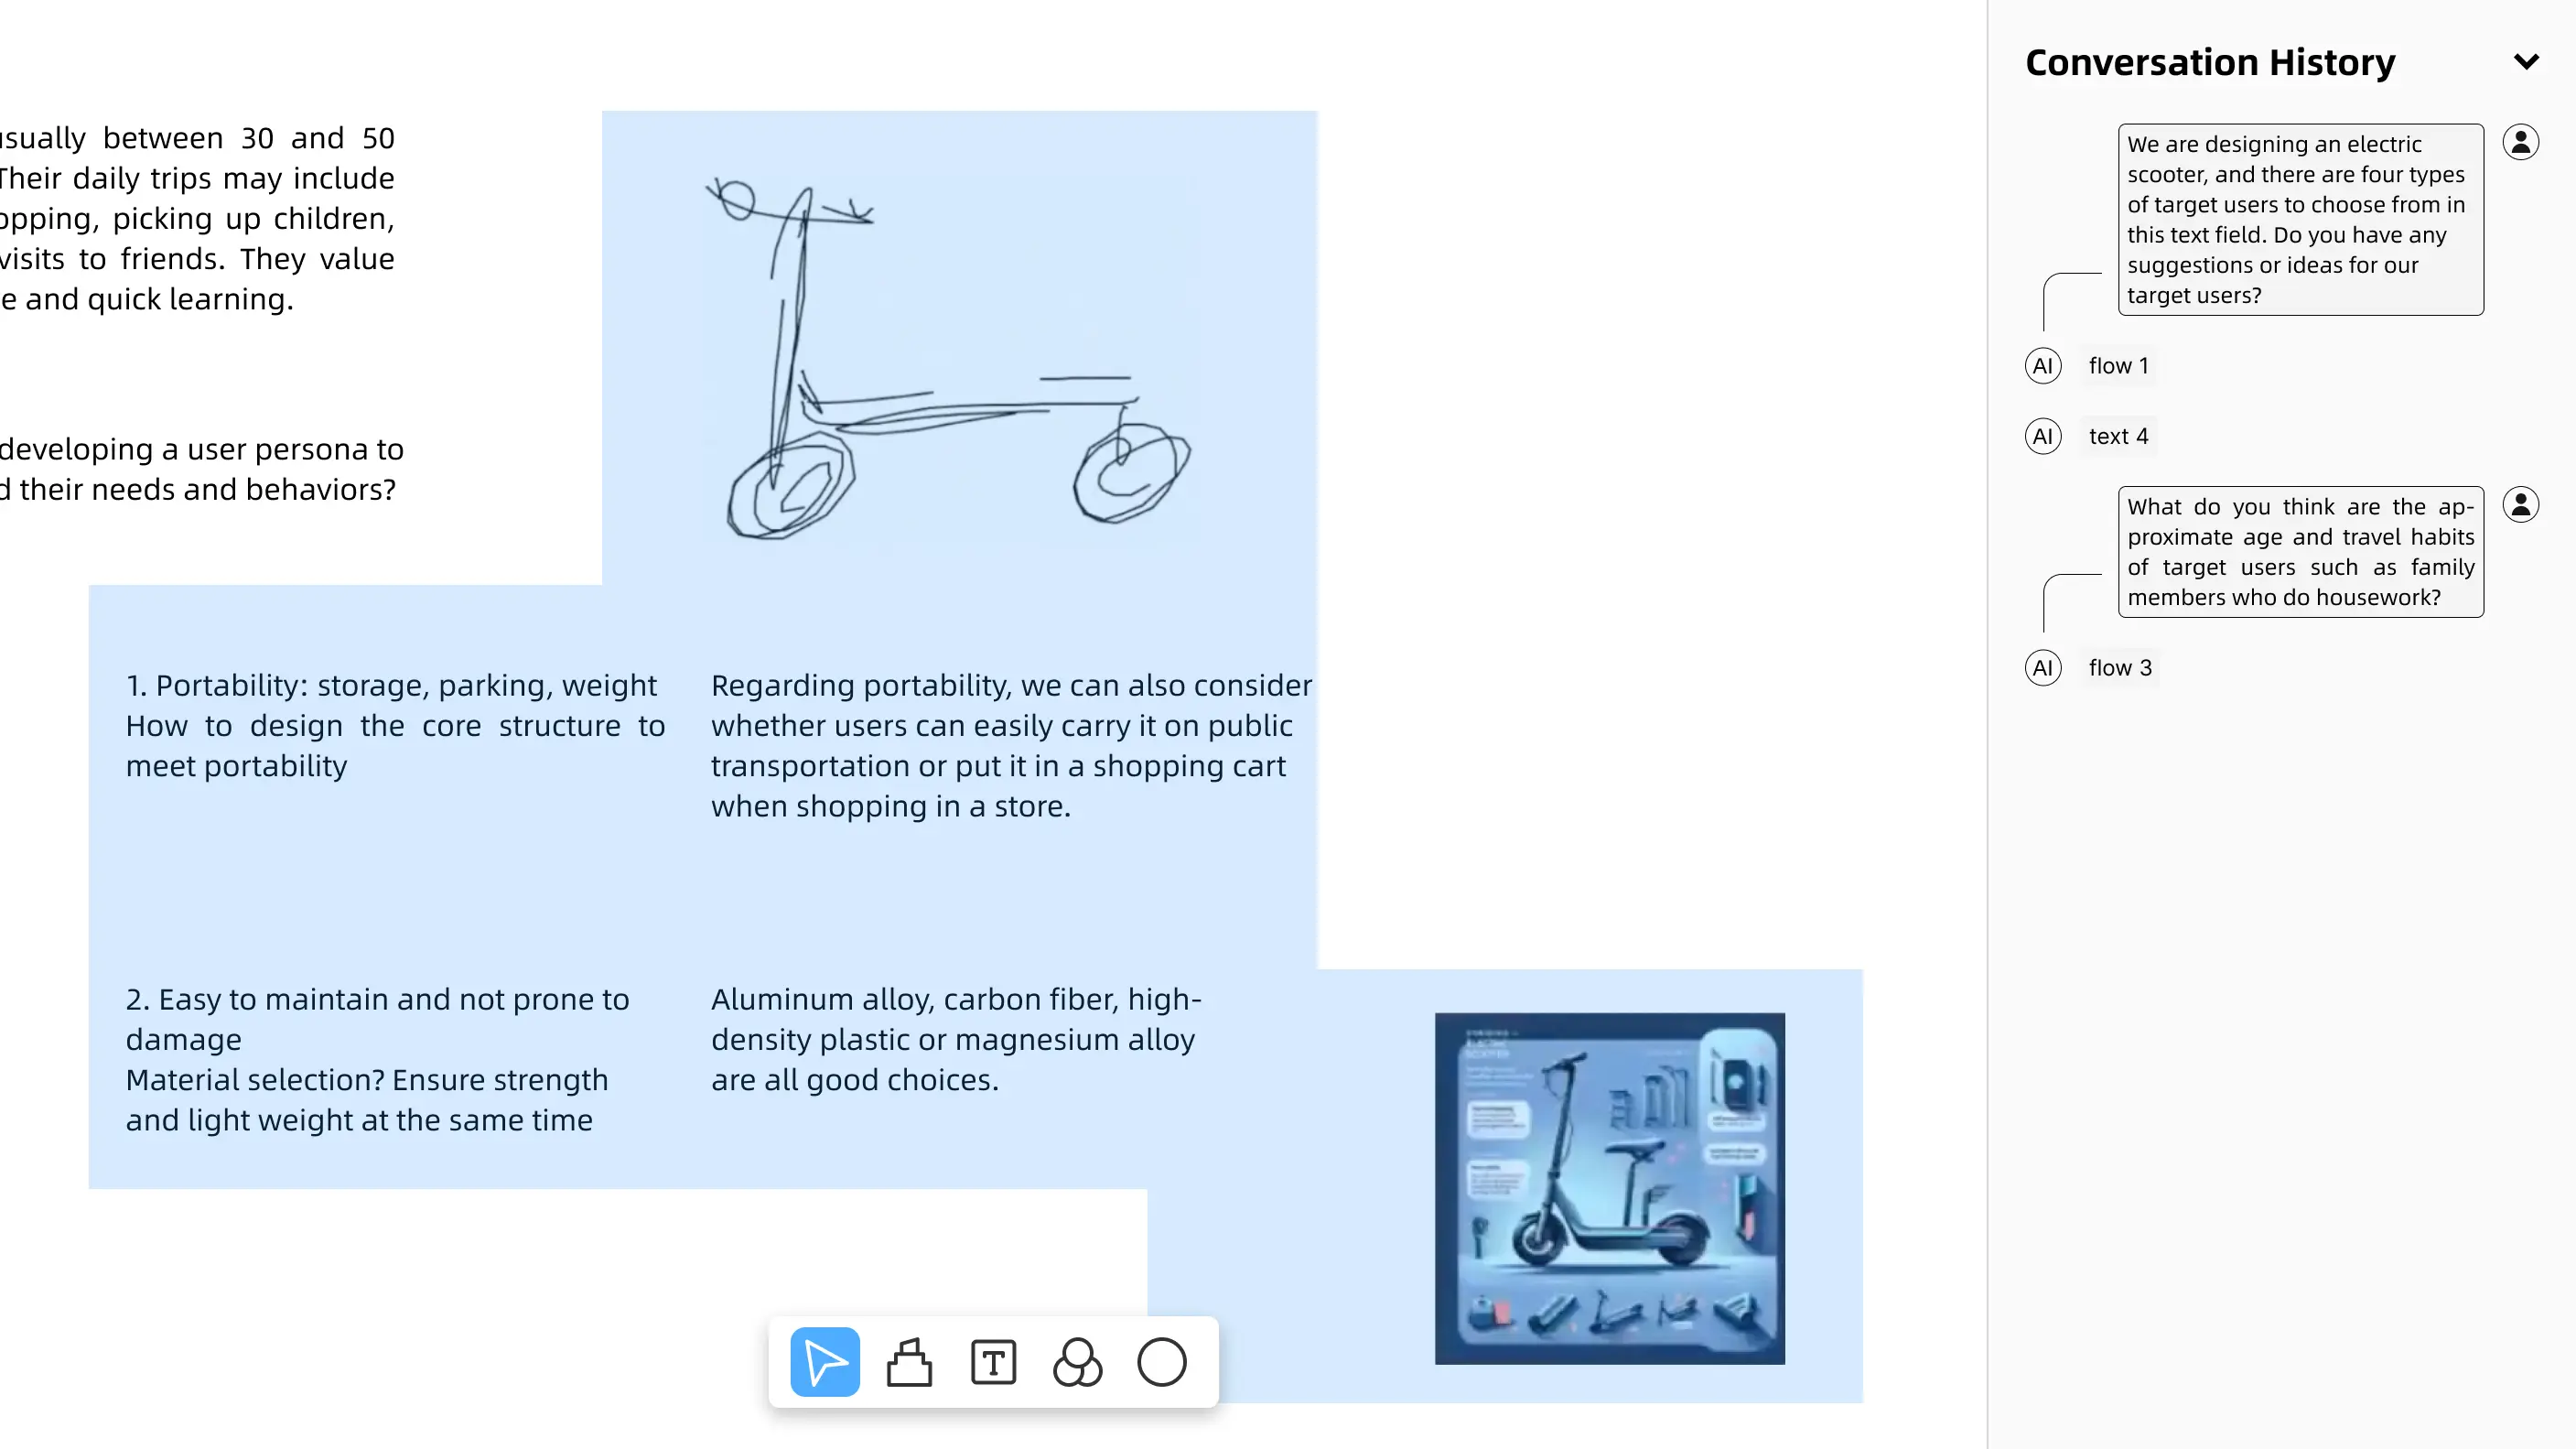 usually between 30 and 50
Their daily trips may include
opping, picking up children,
visits to friends. They value
e and quick learning.
developing a user persona to
d their needs and behaviors?
1. Portability: storage, parking, weight
How to design the core structure to
meet portability
Regarding portability, we can also consider
whether users can easily carry it on public
transportation or put it in a shopping cart
when shopping in a store.
2. Easy to maintain and not prone to
damage
Material selection? Ensure strength
and light weight at the same time
Aluminum alloy, carbon fiber, high-
density plastic or magnesium alloy
are all good choices.
T
Conversation History
We are designing an electric
scooter, and there are four types
of target users to choose from in
this text field. Do you have any
suggestions or ideas for our
target users?
AI flow 1
AI text 4
What do you think are the ap-
proximate age and travel habits
of target users such as family
members who do housework?
AI flow 3